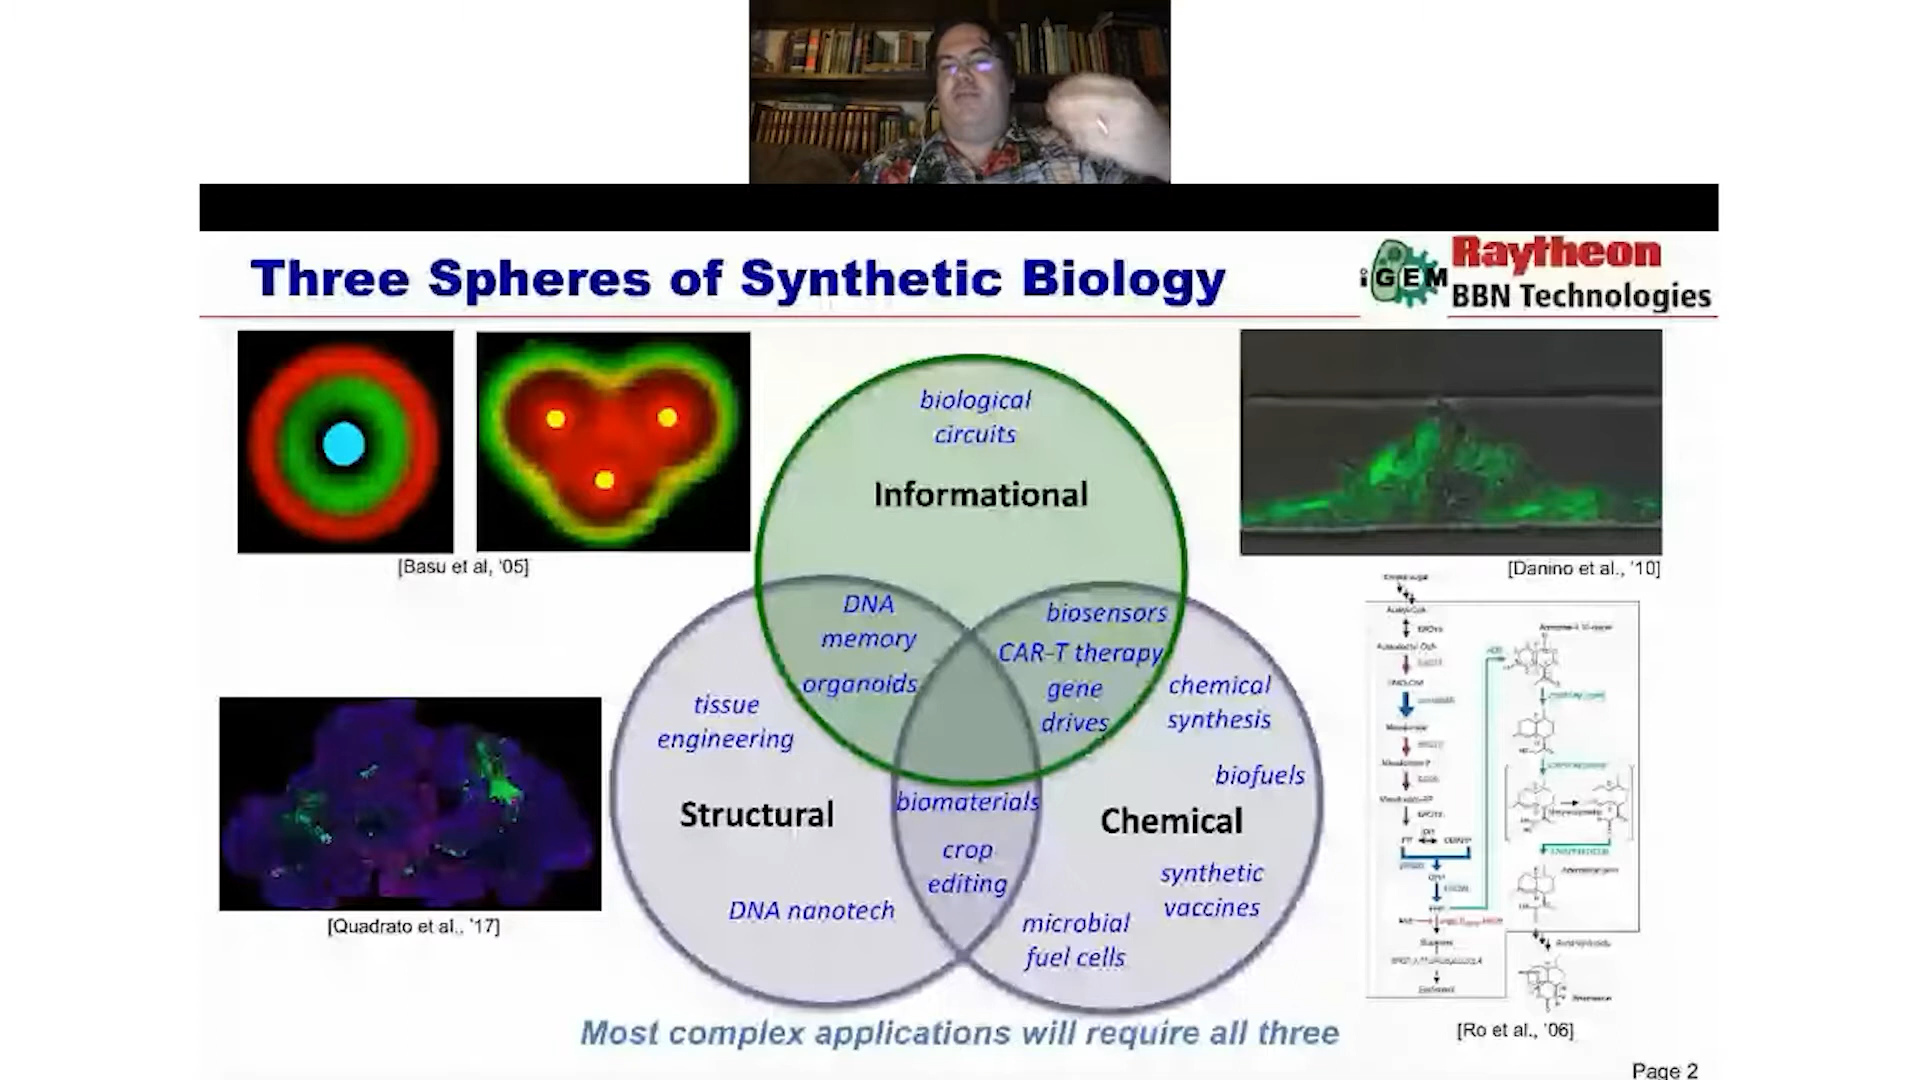 Three Spheres of Synthetic Biology
iGEM
Raytheon
BBN Technologies
[Basu et al, '05]
[Danino et al., '10]
biological
circuits
Informational
DNA
memory
organoids
biosensors
CAR-T therapy
gene
drives
tissue
engineering
Structural
DNA nanotech
biomaterials
crop
editing
chemical
synthesis
biofuels
Chemical
synthetic
vaccines
microbial
fuel cells
[Quadrato et al., '17]
[Ro et al., '06]
Most complex applications will require all three
Page 2